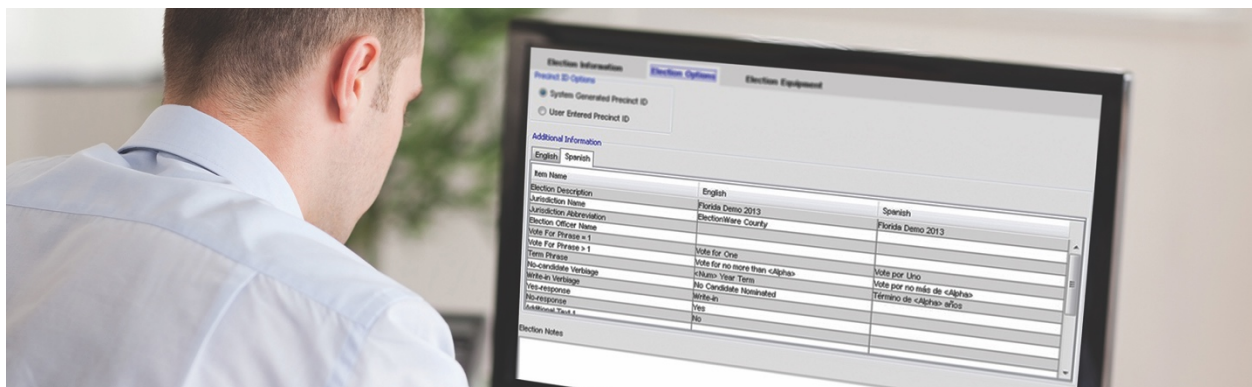 Election Information Election Options Election Equipment
Precinct ID Options
System Generated Precinct ID
User Entered Precinct ID
Additional Information
English Spanish
Item Name English Spanish
Election Description Florida Demo 2013 Florida Demo 2013
Jurisdiction Name ElectionWare County
Jurisdiction Abbreviation
Election Officer Name
Vote For Phrase = 1 Vote for One Vote por Uno
Vote For Phrase > 1 Vote for no more than <Alpha> Vote por no más de <Alpha>
Term Phrase <Num> Year Term Término de <Alpha> años
No-candidate Verbiage No Candidate Nominated
Write-in Verbiage Write-in
Yes-response Yes
No-response No
Additional Text 1
Election Notes